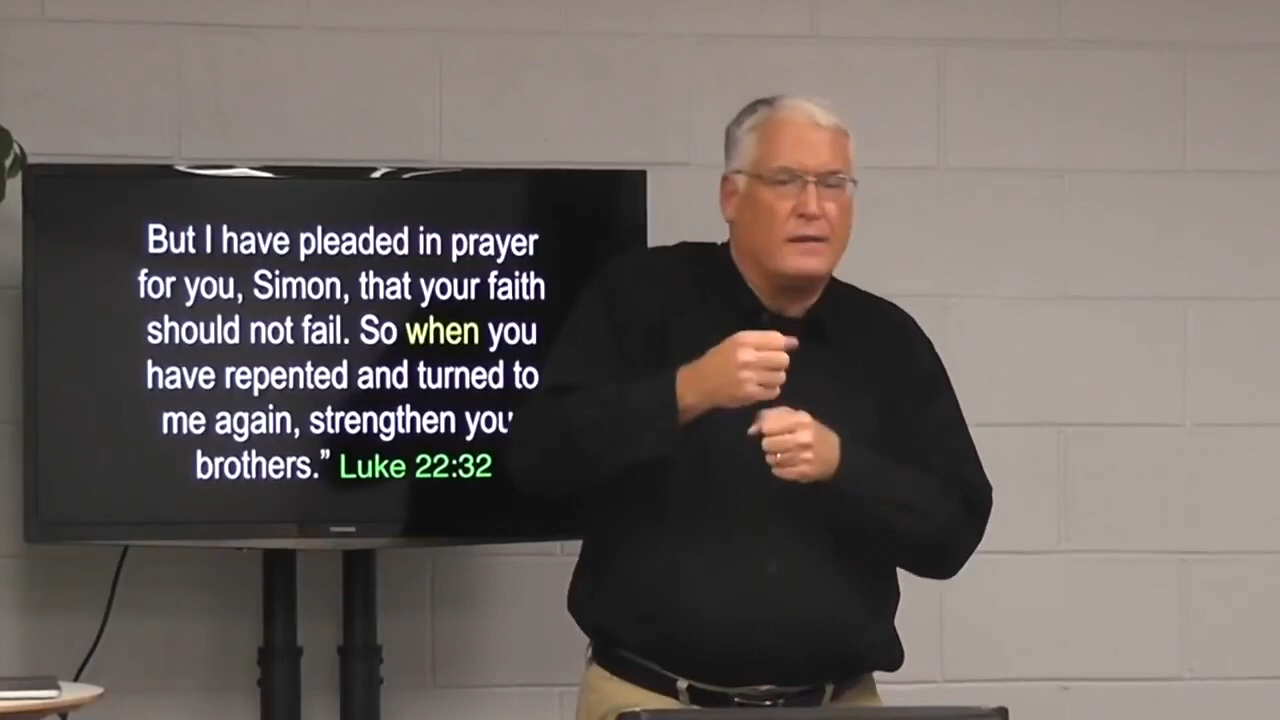 But I have pleaded in prayer
for you, Simon, that your faith
should not fail. So when you
have repented and turned to
me again, strengthen you
brothers.” Luke 22:32